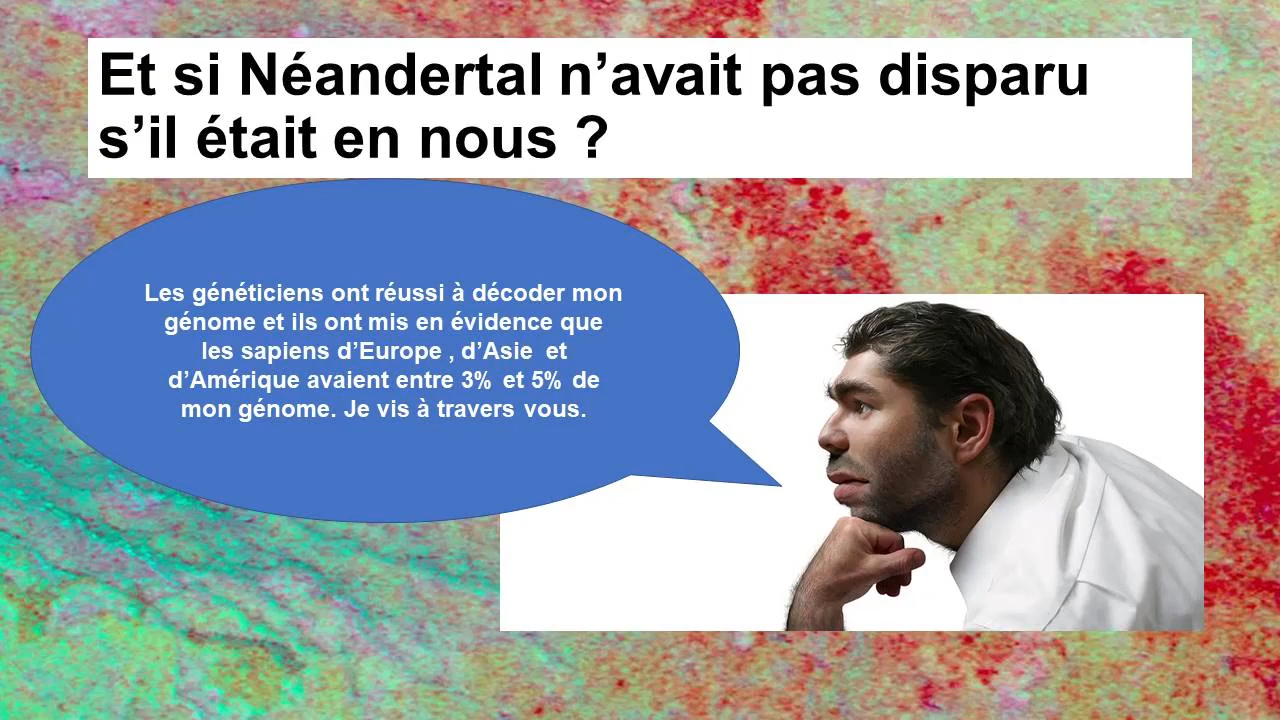 Et si Néandertal n’avait pas disparu
s’il était en nous ?
Les généticiens ont réussi à décoder mon
génome et ils ont mis en évidence que
les sapiens d’Europe , d’Asie  et
d’Amérique avaient entre 3%  et 5%  de
mon génome. Je vis à travers vous.